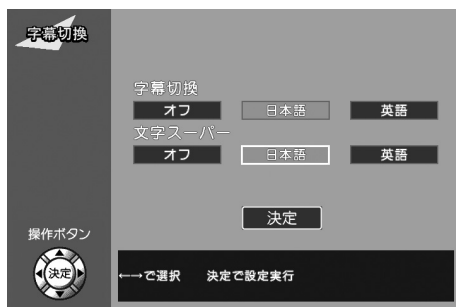 字幕切換
字幕切換
オフ 日本語 英語
文字スーパー
オフ 日本語 英語
決定
操作ボタン
決定
←→で選択 決定で設定実行